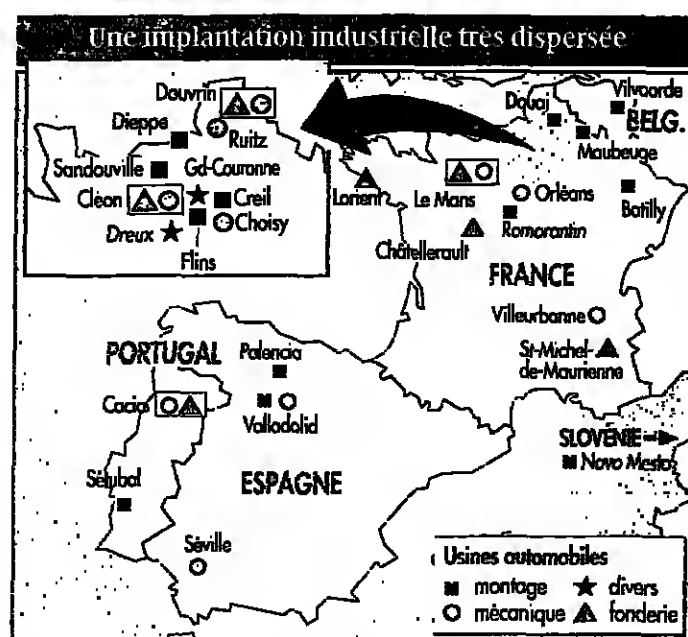 Une implantation industrielle très dispersée
Douvrin
Ruitz
Dieppe
Sandouville
Gd-Couronne
Cléon
Creil
Choisy
Dreux
Flins
Douai
Vilvoorde
BELG.
Maubeuge
Lorient
Le Mans
Orléans
Batilly
Romorantin
Châtellerault
FRANCE
Villeurbanne
St-Michel-
de-Maurienne
PORTUGAL
Palencia
Cacia
Valladolid
SLOVÉNIE
Novo Mesto
Sétubal
ESPAGNE
Séville
Usines automobiles
montage
divers
mécanique
fonderie